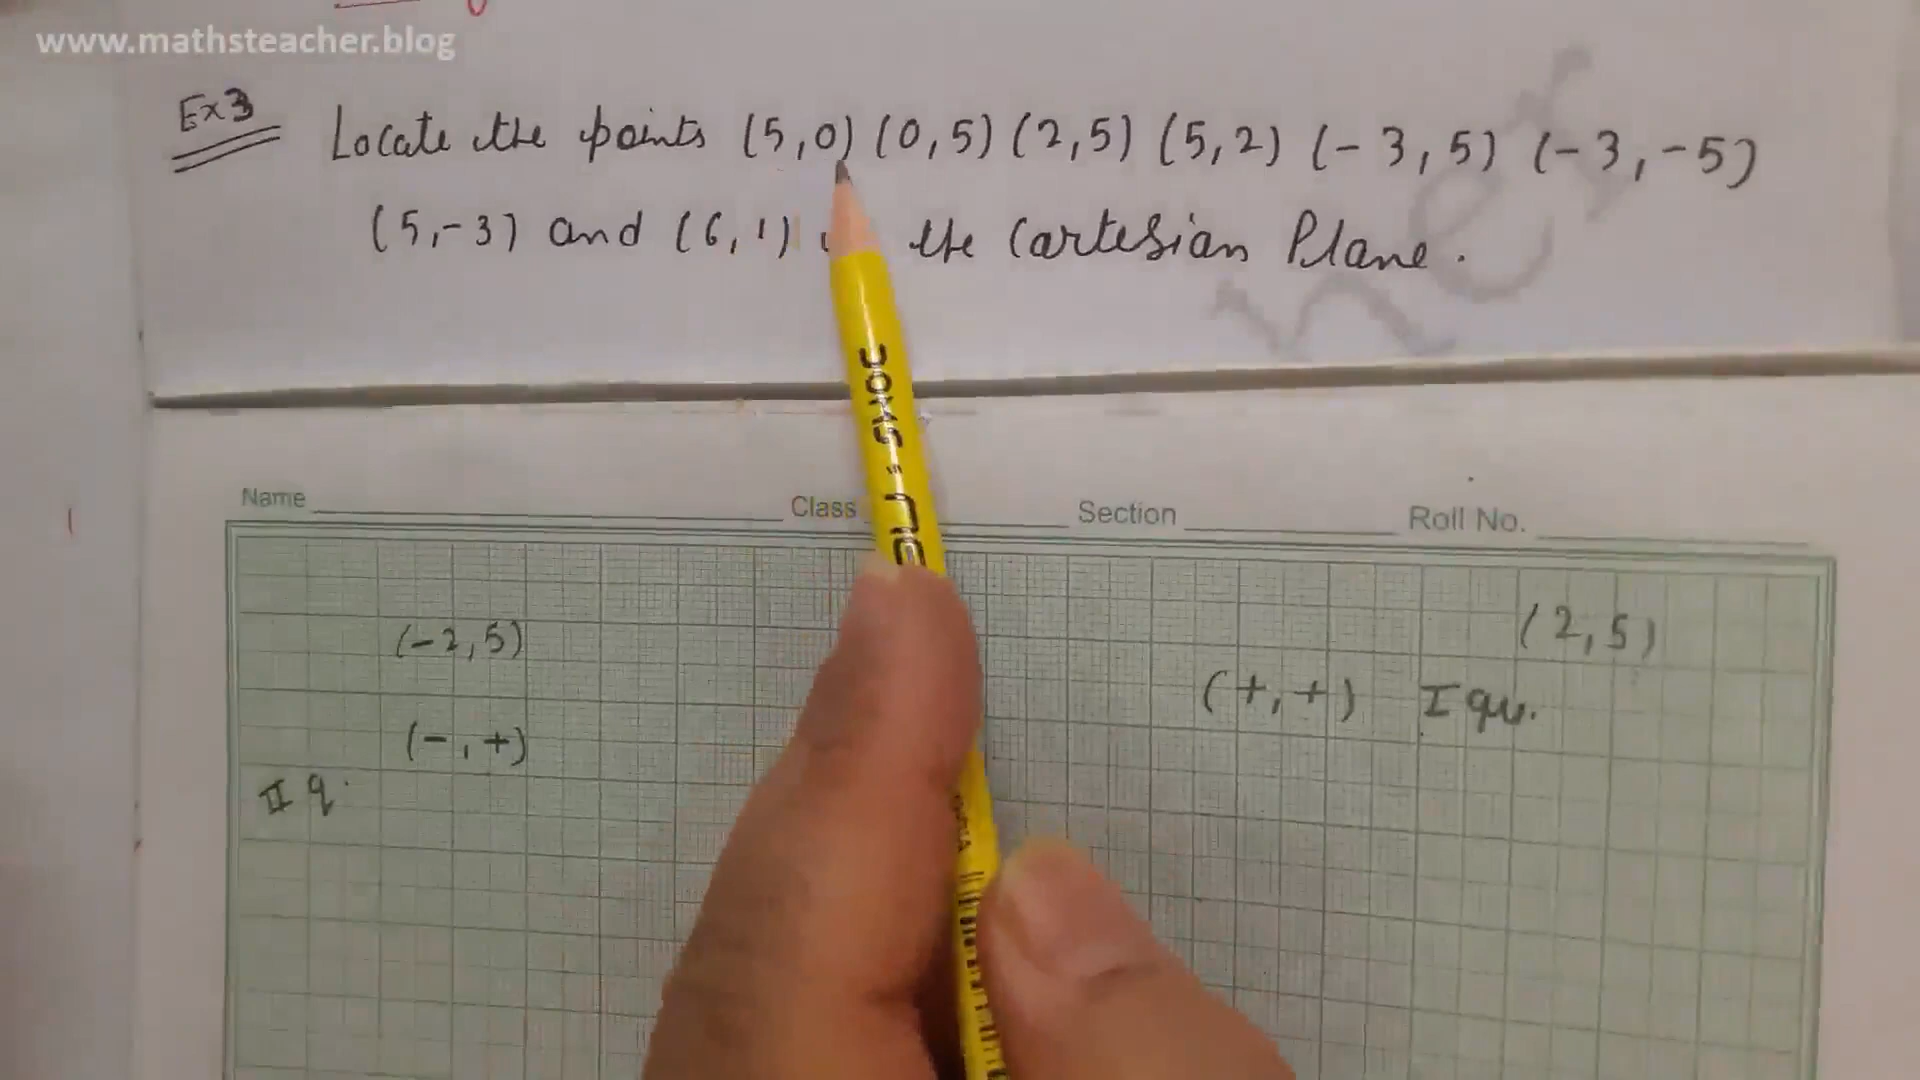 www.mathsteacher.blog
Ex3 Locate the points (5,0) (0,5) (2,5) (5,2) (-3,5) (-3,-5)
(5,-3) and (6,1) the Cartesian Plane.
DOMS
Name Class Section Roll No.
(-2,5) (2,5)
(+,+) I qu.
(-,+)
II q.